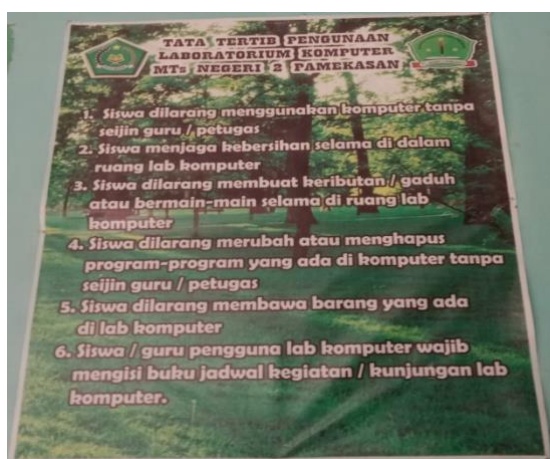 TATA TERTIB PENGUNAAN
LABORATORIUM KOMPUTER
MTs NEGERI 2 PAMEKASAN
1. Siswa dilarang menggunakan komputer tanpa
seijin guru / petugas
2. Siswa menjaga kebersihan selama di dalam
ruang lab komputer
3. Siswa dilarang membuat keributan / gaduh
atau bermain-main selama di ruang lab
komputer
4. Siswa dilarang merubah atau menghapus
program-program yang ada di komputer tanpa
seijin guru / petugas
5. Siswa dilarang membawa barang yang ada
di lab komputer
6. Siswa / guru pengguna lab komputer wajib
mengisi buku jadwal kegiatan / kunjungan lab
komputer.